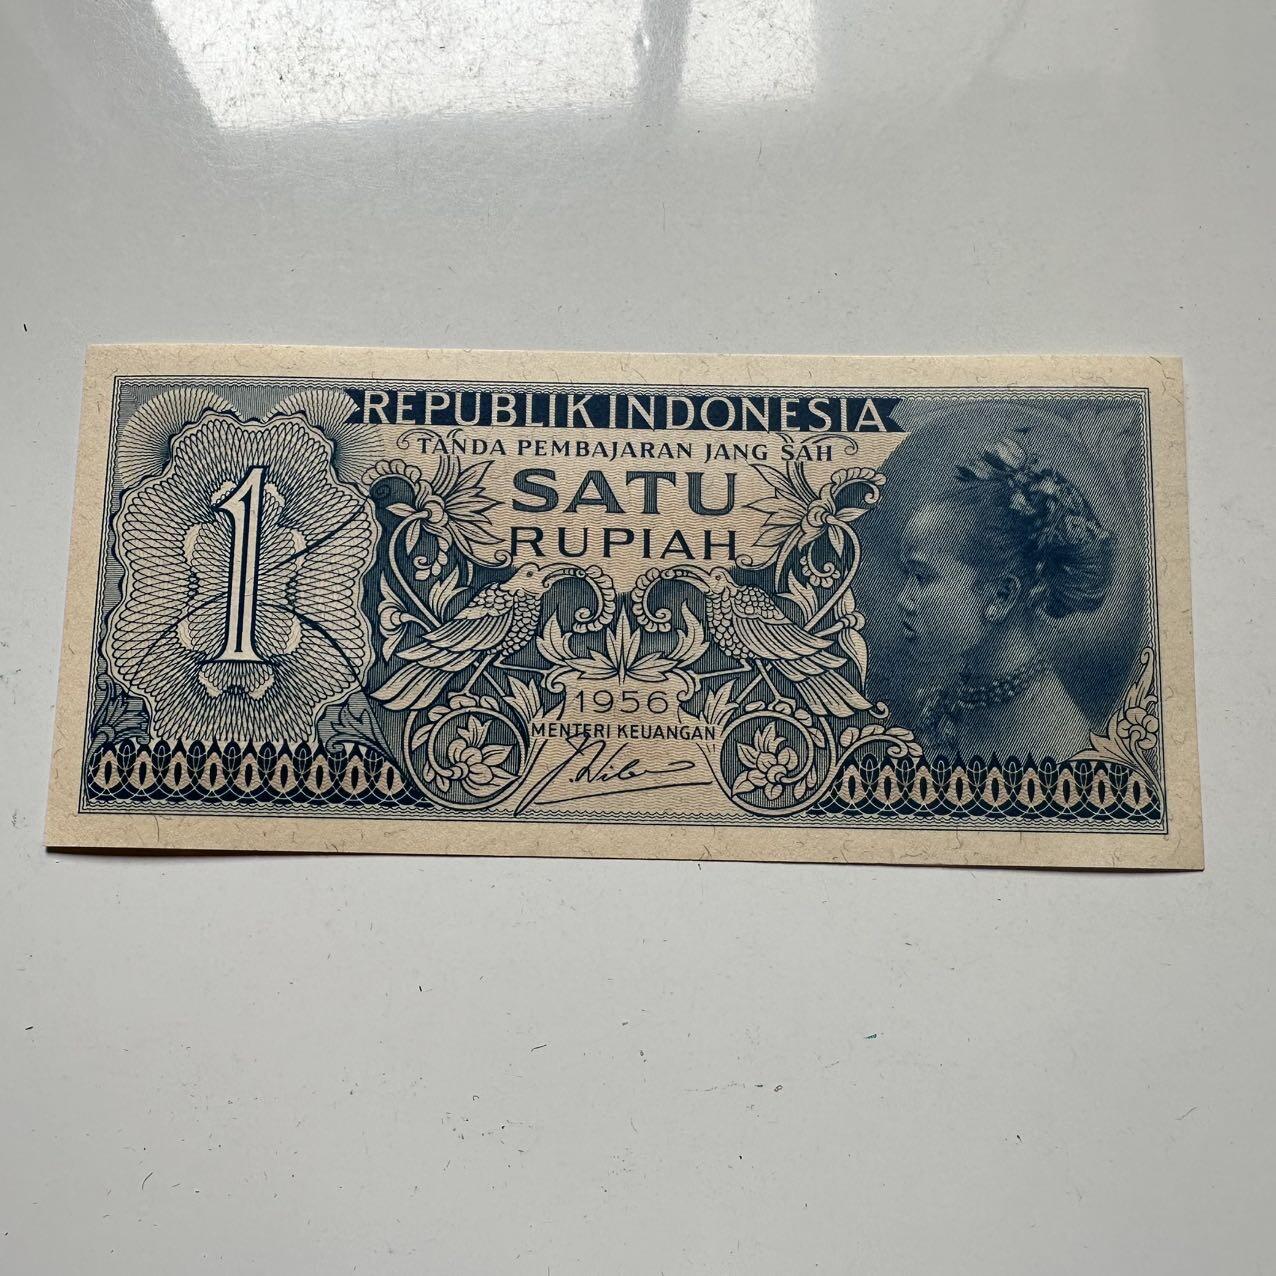 REPUBLIK INDONESIA
TANDA PEMBAJARAN JANG SAH
SATU
RUPIAH
1
1956
MENTERI KEUANGAN